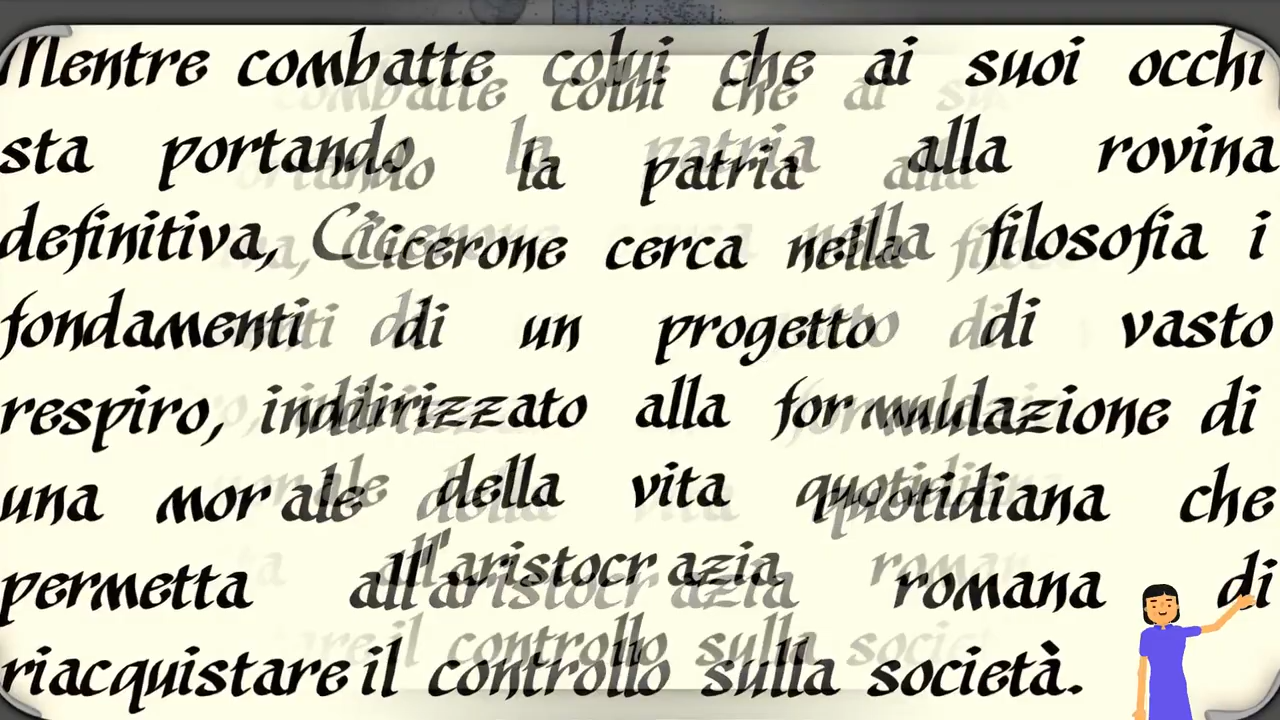 Mentre combatte colui che ai suoi occhi
sta portando la patria alla rovina
definitiva, Cicerone cerca nella filosofia i
fondamenti di un progetto di vasto
respiro, indirizzato alla formulazione di
una morale della vita quotidiana che
permetta all'aristocrazia romana di
riacquistare il controllo sulla società.